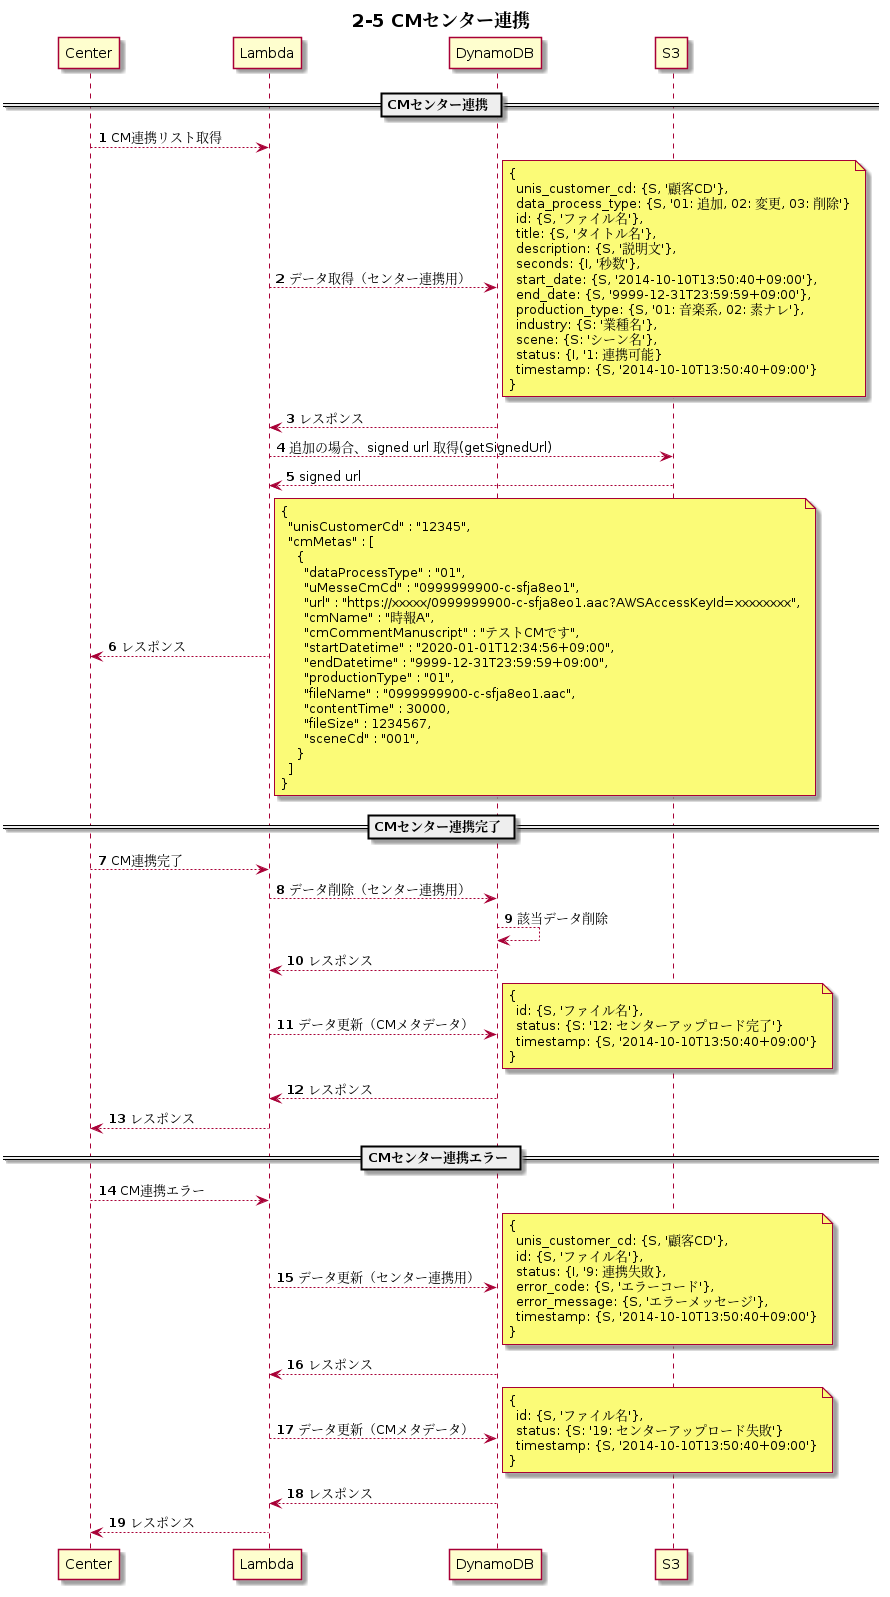 2-5 CMセンター連携
Center Lambda DynamoDB S3
CMセンター連携
1 CM連携リスト取得
{
unis_customer_cd: {S, '顧客CD'},
data_process_type: {S, '01: 追加, 02: 変更, 03: 削除'}
id: {S, 'ファイル名'},
title: {S, 'タイトル名'},
description: {S, '説明文'},
seconds: {I, '秒数'},
start_date: {S, '2014-10-10T13:50:40+09:00'},
end_date: {S, '9999-12-31T23:59:59+09:00'},
production_type: {S, '01: 音楽系, 02: 素ナレ'},
industry: {S: '業種名'},
scene: {S: 'シーン名'},
status: {I, '1: 連携可能}
timestamp: {S, '2014-10-10T13:50:40+09:00'}
}
2 データ取得（センター連携用）
3 レスポンス
4 追加の場合、signed url 取得(getSignedUrl)
5 signed url
{
"unisCustomerCd" : "12345",
"cmMetas" : [
{
"dataProcessType" : "01",
"uMesseCmCd" : "0999999900-c-sfja8eo1",
"url" : "https://xxxxx/0999999900-c-sfja8eo1.aac?AWSAccessKeyId=xxxxxxxx",
"cmName" : "時報A",
"cmCommentManuscript" : "テストCMです",
"startDatetime" : "2020-01-01T12:34:56+09:00",
"endDatetime" : "9999-12-31T23:59:59+09:00",
"productionType" : "01",
"fileName" : "0999999900-c-sfja8eo1.aac",
"contentTime" : 30000,
"fileSize" : 1234567,
"sceneCd" : "001",
}
]
}
6 レスポンス
CMセンター連携完了
7 CM連携完了
8 データ削除（センター連携用）
9 該当データ削除
10 レスポンス
{
id: {S, 'ファイル名'},
status: {S: '12: センターアップロード完了'}
timestamp: {S, '2014-10-10T13:50:40+09:00'}
}
11 データ更新（CMメタデータ）
12 レスポンス
13 レスポンス
CMセンター連携エラー
14 CM連携エラー
{
unis_customer_cd: {S, '顧客CD'},
id: {S, 'ファイル名'},
status: {I, '9: 連携失敗},
error_code: {S, 'エラーコード'},
error_message: {S, 'エラーメッセージ'},
timestamp: {S, '2014-10-10T13:50:40+09:00'}
}
15 データ更新（センター連携用）
16 レスポンス
{
id: {S, 'ファイル名'},
status: {S: '19: センターアップロード失敗'}
timestamp: {S, '2014-10-10T13:50:40+09:00'}
}
17 データ更新（CMメタデータ）
18 レスポンス
19 レスポンス
Center Lambda DynamoDB S3